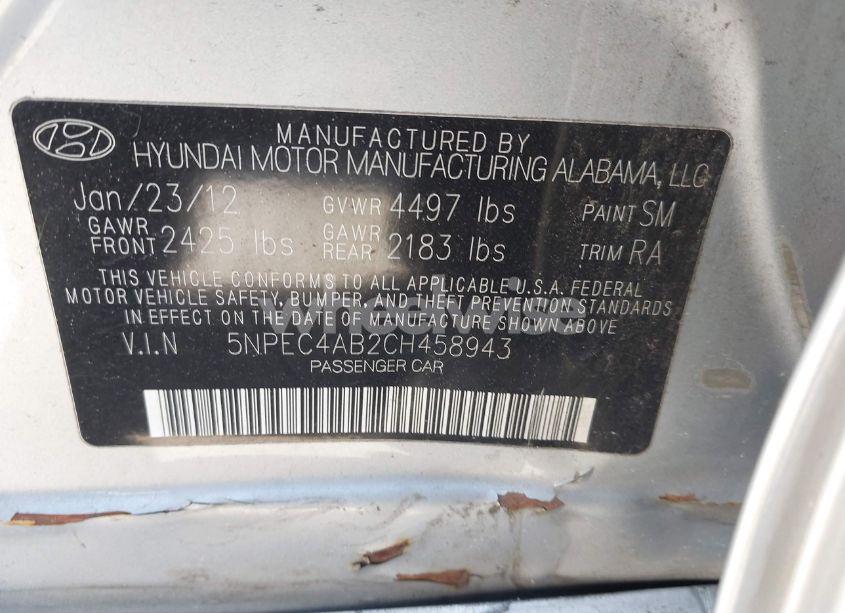 MANUFACTURED BY
HYUNDAI MOTOR MANUFACTURING ALABAMA, LLC
Jan/23/12 GVWR 4497 lbs PAINT SM
GAWR FRONT 2425 lbs GAWR REAR 2183 lbs TRIM RA
THIS VEHICLE CONFORMS TO ALL APPLICABLE U.S.A. FEDERAL
MOTOR VEHICLE SAFETY, BUMPER, AND THEFT PREVENTION STANDARDS
IN EFFECT ON THE DATE OF MANUFACTURE SHOWN ABOVE
V.I.N 5NPEC4AB2CH458943
PASSENGER CAR
wheelwise